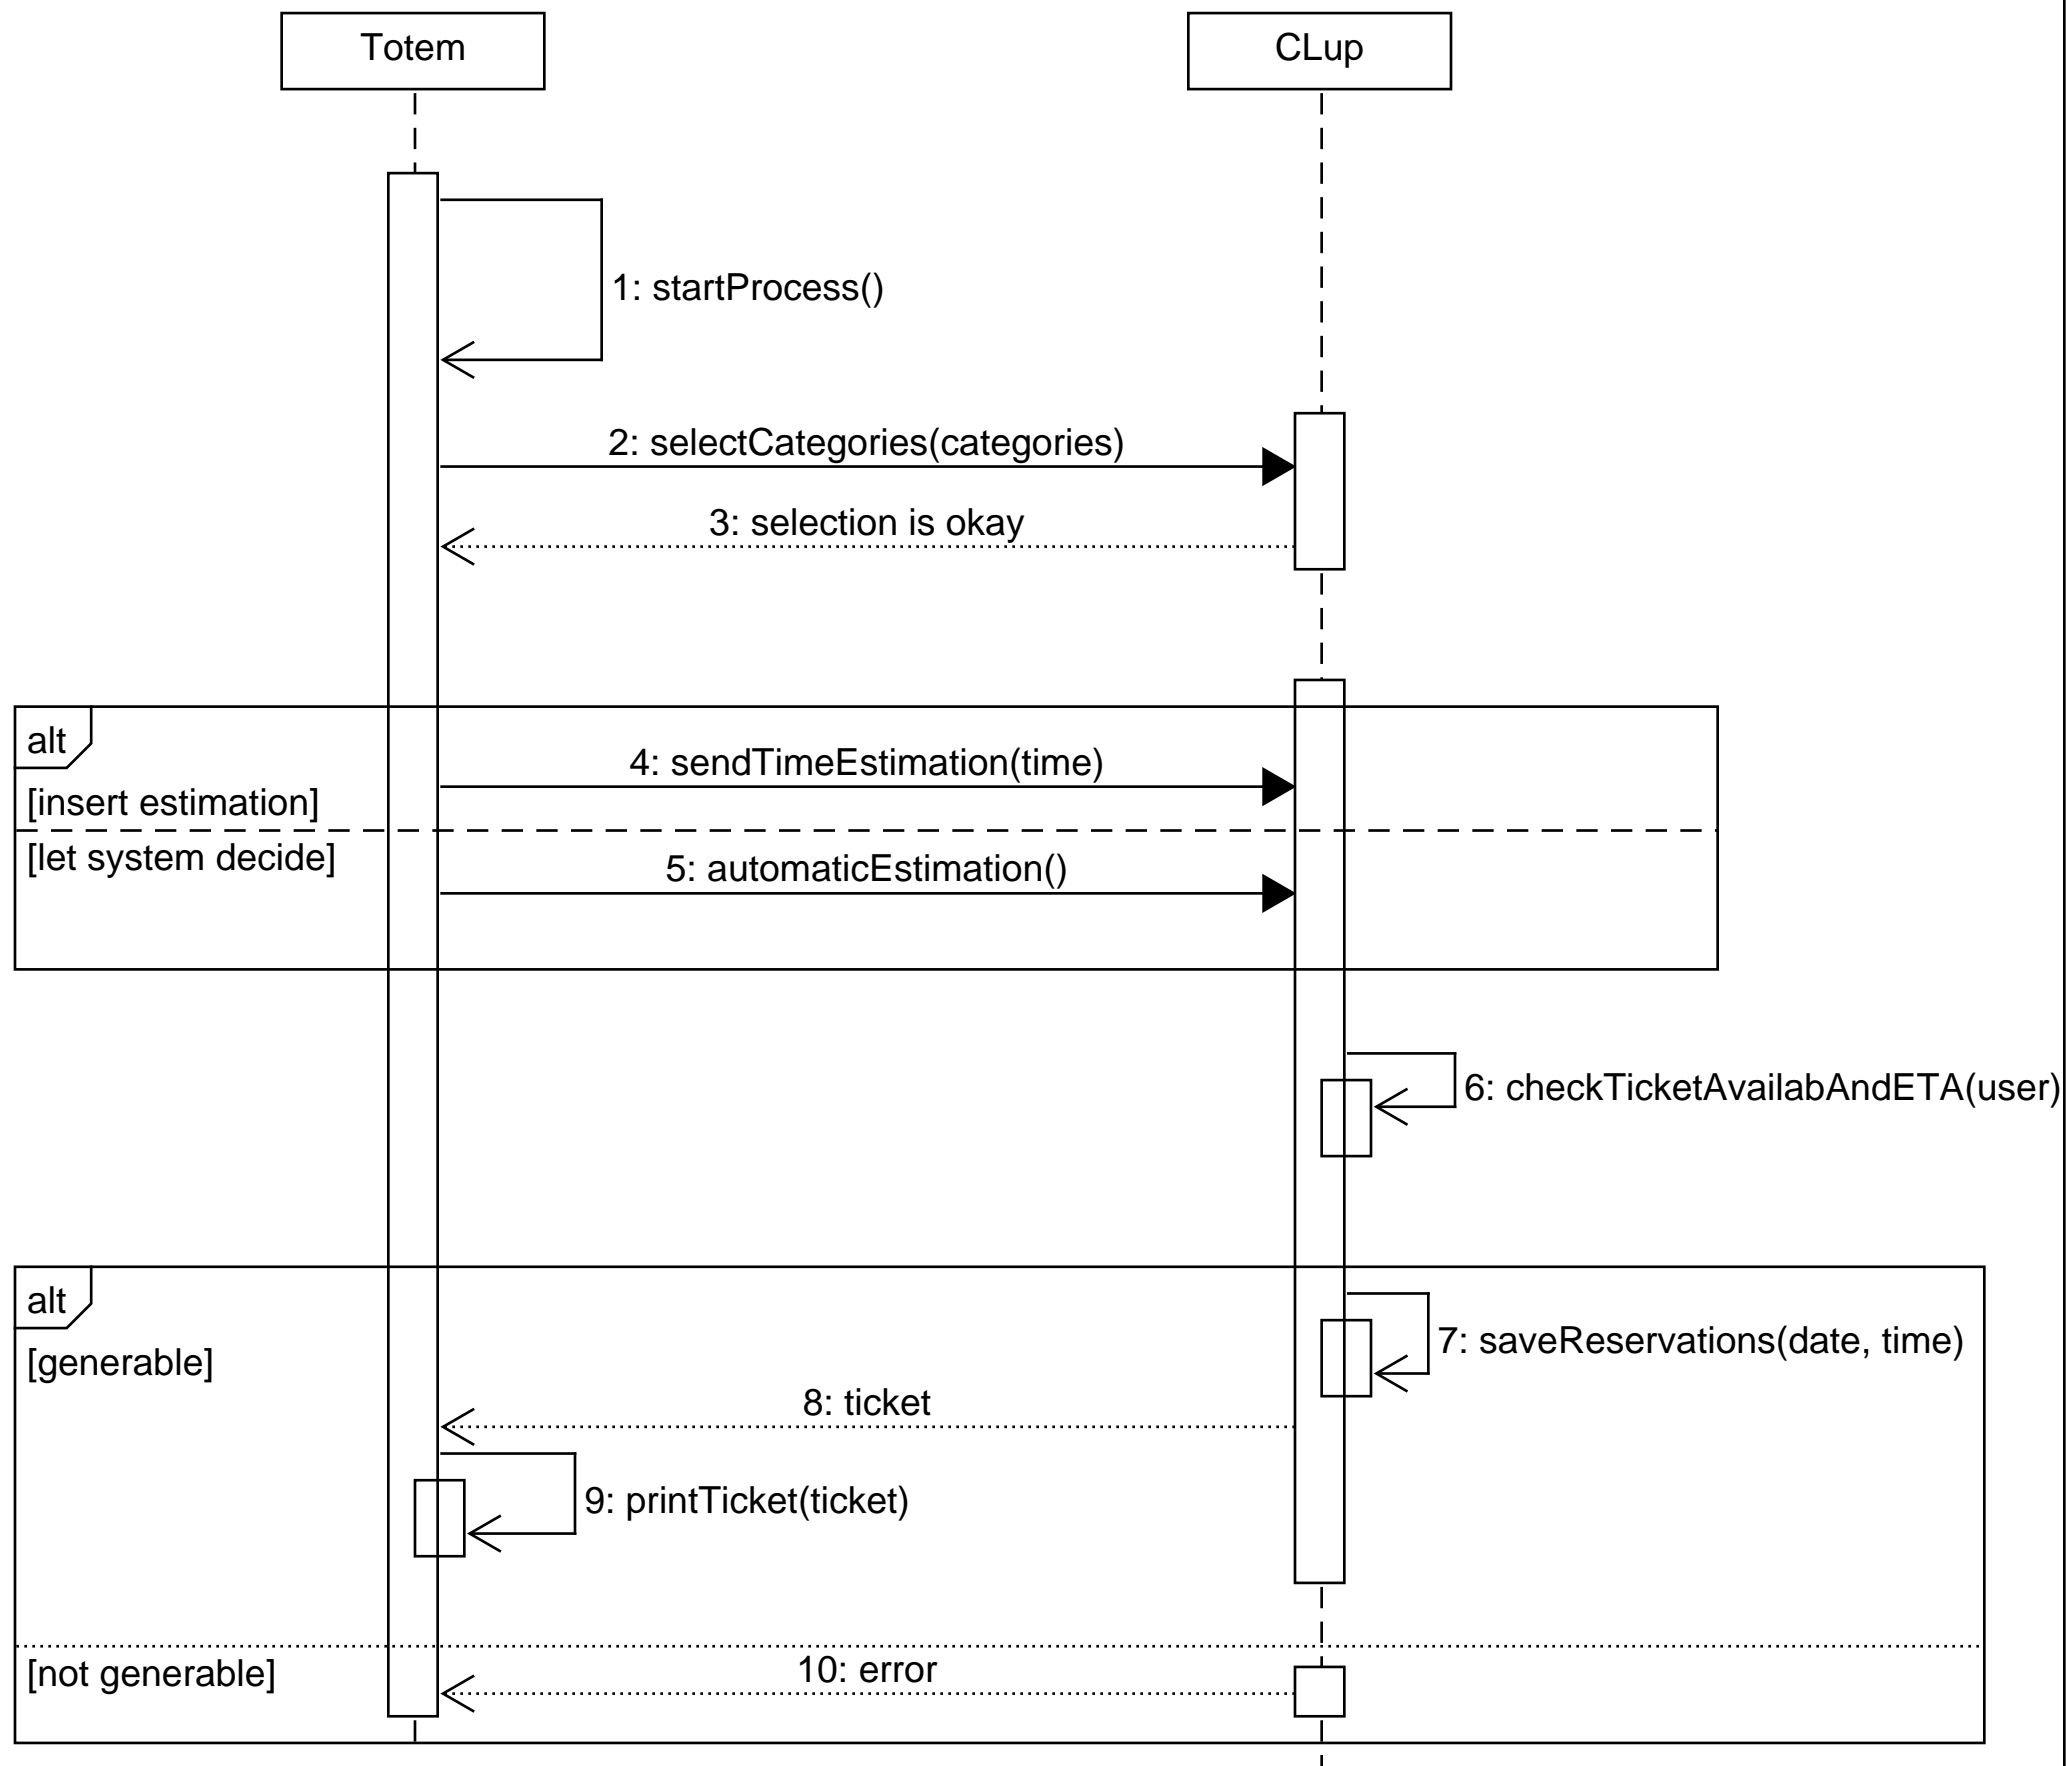 Totem
CLup
1: startProcess()
2: selectCategories(categories)
3: selection is okay
alt
4: sendTimeEstimation(time)
[insert estimation]
[let system decide]
5: automaticEstimation()
6: checkTicketAvailabAndETA(user)
alt
7: saveReservations(date, time)
[generable]
8: ticket
9: printTicket(ticket)
10: error
[not generable]